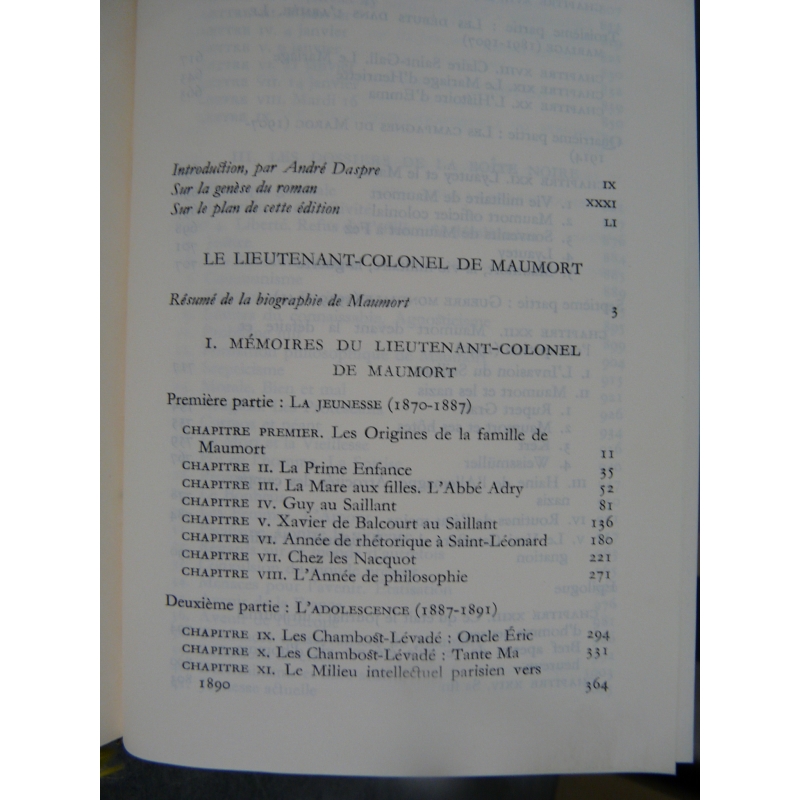 Introduction, par André Daspre IX
Sur la genèse du roman XXXI
Sur le plan de cette édition LI
LE LIEUTENANT-COLONEL DE MAUMORT
Résumé de la biographie de Maumort 3
I. MÉMOIRES DU LIEUTENANT-COLONEL
DE MAUMORT
Première partie : LA JEUNESSE (1870-1887)
CHAPITRE PREMIER. Les Origines de la famille de
Maumort 11
CHAPITRE II. La Prime Enfance 35
CHAPITRE III. La Mare aux filles. L'Abbé Adry 52
CHAPITRE IV. Guy au Saillant 81
CHAPITRE V. Xavier de Balcourt au Saillant 136
CHAPITRE VI. Année de rhétorique à Saint-Léonard 180
CHAPITRE VII. Chez les Nacquot 221
CHAPITRE VIII. L'Année de philosophie 271
Deuxième partie : L'ADOLESCENCE (1887-1891)
CHAPITRE IX. Les Chambost-Lévadé : Oncle Éric 294
CHAPITRE X. Les Chambost-Lévadé : Tante Ma 331
CHAPITRE XI. Le Milieu intellectuel parisien vers
1890 364